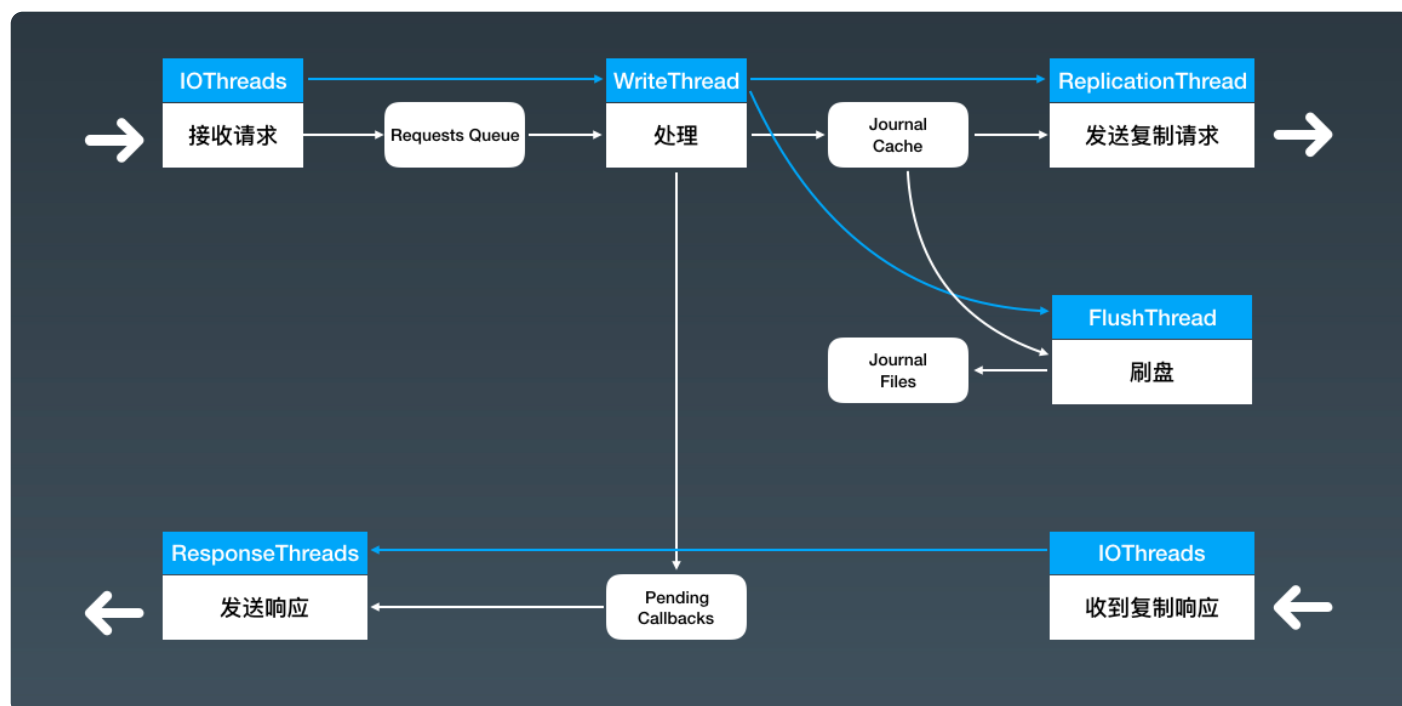 IOThreads
接收请求
Requests Queue
WriteThread
处理
Journal
Cache
ReplicationThread
发送复制请求
FlushThread
刷盘
Journal
Files
ResponseThreads
发送响应
Pending
Callbacks
IOThreads
收到复制响应